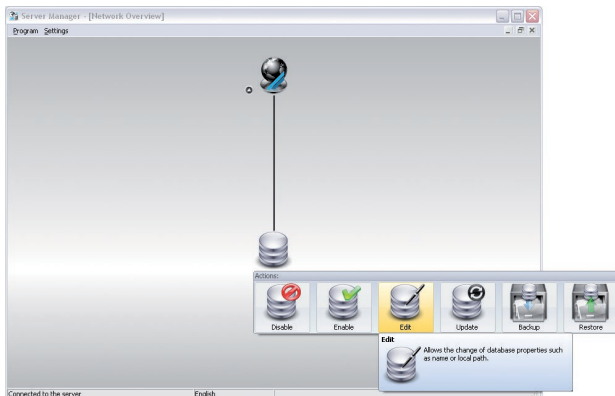 Server Manager - [Network Overview]
Program Settings
Actions:
Disable Enable Edit Update Backup Restore
Edit
Allows the change of database properties such
as name or local path.
Connected to the server English